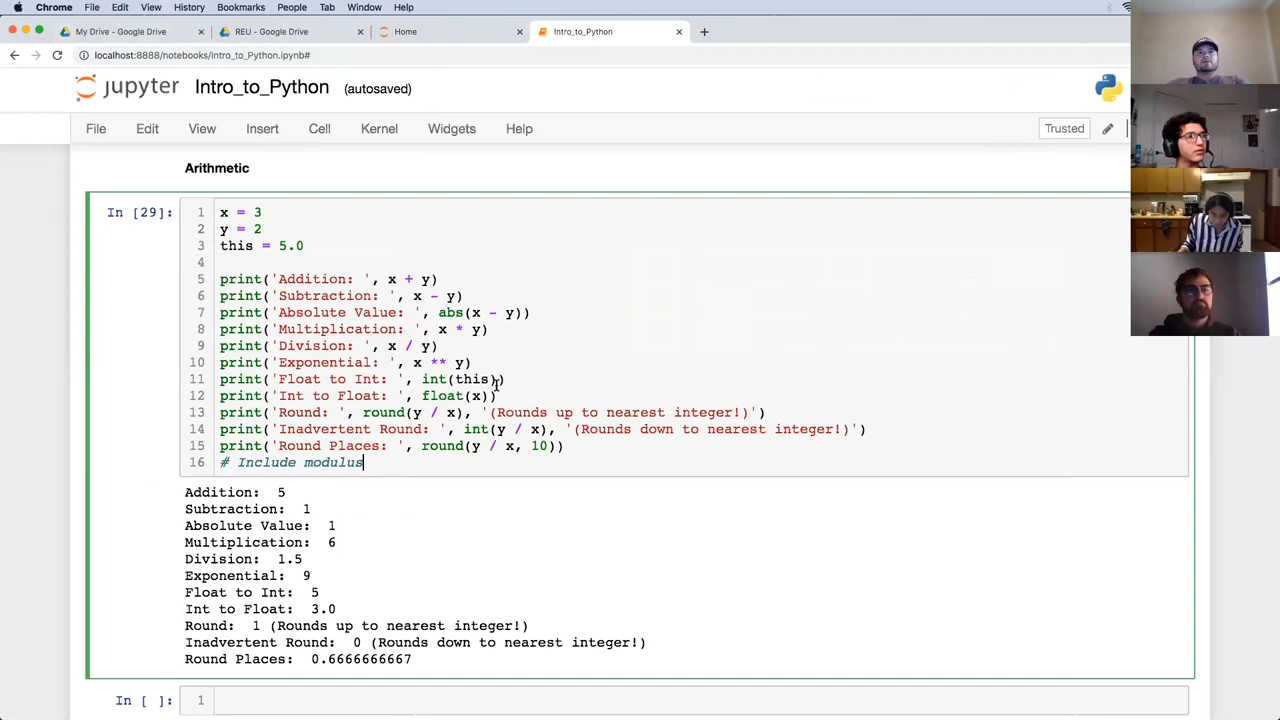 Chrome File Edit View History Bookmarks People Tab Window Help
My Drive - Google Drive × REU - Google Drive × Home × Intro_to_Python × +
localhost:8888/notebooks/Intro_to_Python.ipynb#
jupyter Intro_to_Python (autosaved)
File Edit View Insert Cell Kernel Widgets Help Trusted
Arithmetic
In [29]: 1 x = 3
2 y = 2
3 this = 5.0
4
5 print('Addition: ', x + y)
6 print('Subtraction: ', x - y)
7 print('Absolute Value: ', abs(x - y))
8 print('Multiplication: ', x * y)
9 print('Division: ', x / y)
10 print('Exponential: ', x ** y)
11 print('Float to Int: ', int(this))
12 print('Int to Float: ', float(x))
13 print('Round: ', round(y / x), '(Rounds up to nearest integer!)')
14 print('Inadvertent Round: ', int(y / x), '(Rounds down to nearest integer!)')
15 print('Round Places: ', round(y / x, 10))
16 # Include modulus
Addition: 5
Subtraction: 1
Absolute Value: 1
Multiplication: 6
Division: 1.5
Exponential: 9
Float to Int: 5
Int to Float: 3.0
Round: 1 (Rounds up to nearest integer!)
Inadvertent Round: 0 (Rounds down to nearest integer!)
Round Places: 0.6666666667
In [ ]: 1